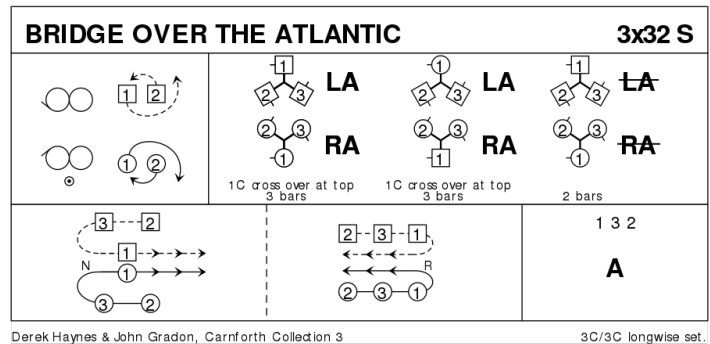 BRIDGE OVER THE ATLANTIC 3x32 S
1 2
1 2
1 2 3 LA
2 3 1 RA
1C cross over at top
3 bars
1 2 3 LA
2 3 1 RA
1C cross over at top
3 bars
1 2 3 LA
2 3 1 RA
2 bars
3 2
1
N 1
3 2
2 3 1
R
2 3 1
1 3 2
A
Derek Haynes & John Gradon, Carnforth Collection 3 3C/3C longwise set.